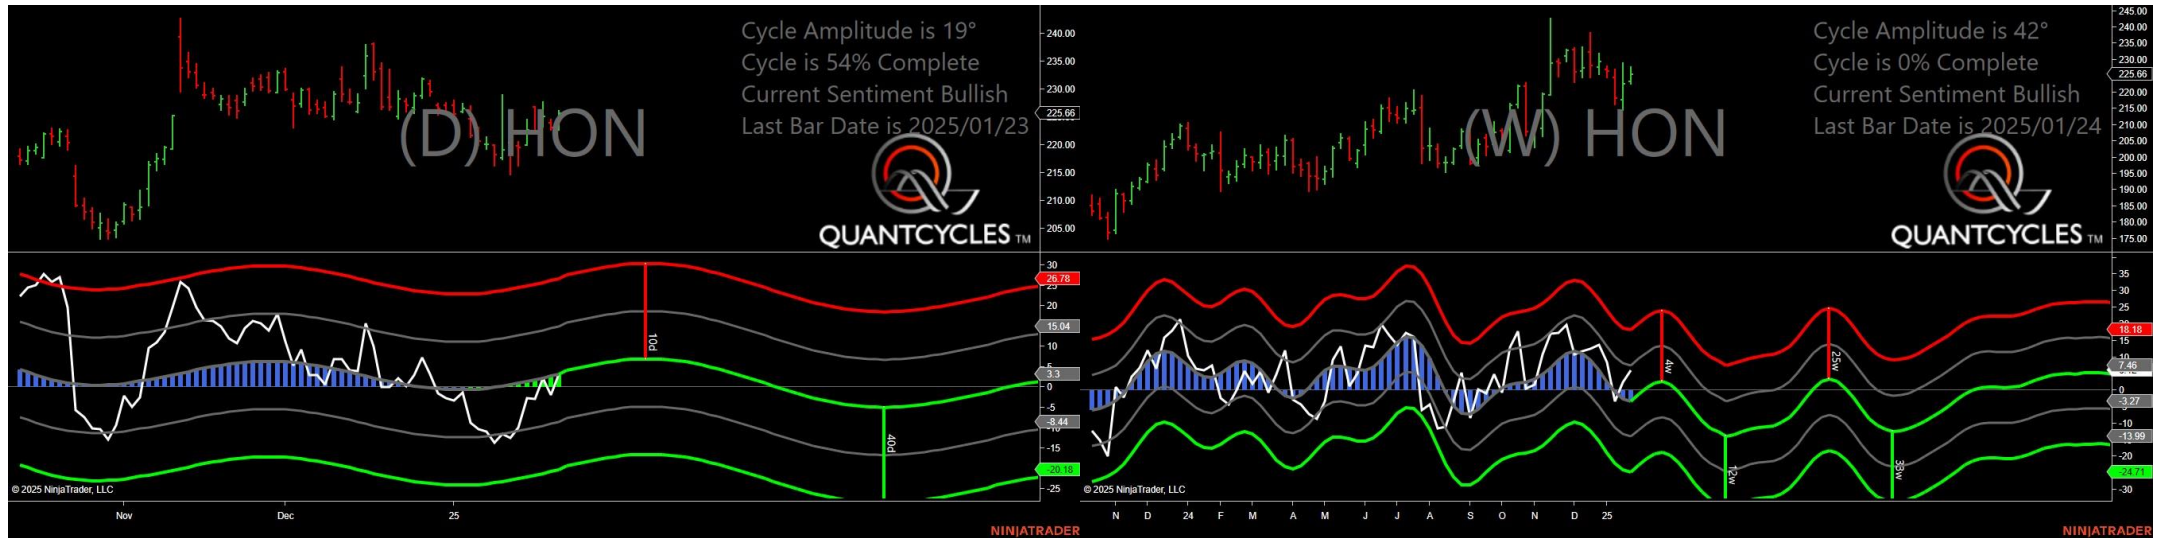 Cycle Amplitude is 19°
Cycle is 54% Complete
Current Sentiment Bullish
Last Bar Date is 2025/01/23
(D) HON
QUANTCYCLES TM
240.00
235.00
230.00
225.66
220.00
215.00
210.00
205.00
30
26.78
20
15.04
10
3.3
0
-5
-8.44
-15
-20.18
-25
10d
40d
© 2025 NinjaTrader, LLC
Nov Dec 25
NINJATRADER
Cycle Amplitude is 42°
Cycle is 0% Complete
Current Sentiment Bullish
Last Bar Date is 2025/01/24
(W) HON
QUANTCYCLES TM
245.00
240.00
235.00
230.00
225.66
220.00
215.00
210.00
205.00
200.00
195.00
190.00
185.00
180.00
175.00
35
30
25
18.18
15
10
7.46
0
-3.27
-10
-13.99
-20
-24.71
-30
4w
12w
25w
38w
© 2025 NinjaTrader, LLC
N D 24 F M A M J J A S O N D 25
NINJATRADER